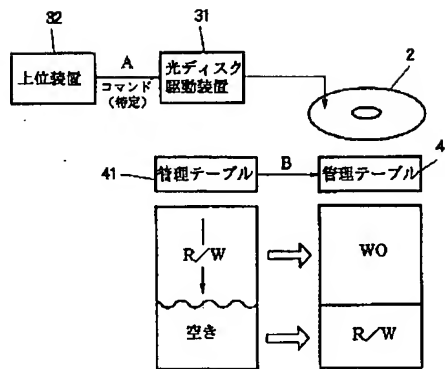 32
31
上位装置
A
コマンド
(特定)
光ディスク
駆動装置
2
41
管理テーブル
B
管理テーブル
4
R/W
空き
WO
R/W